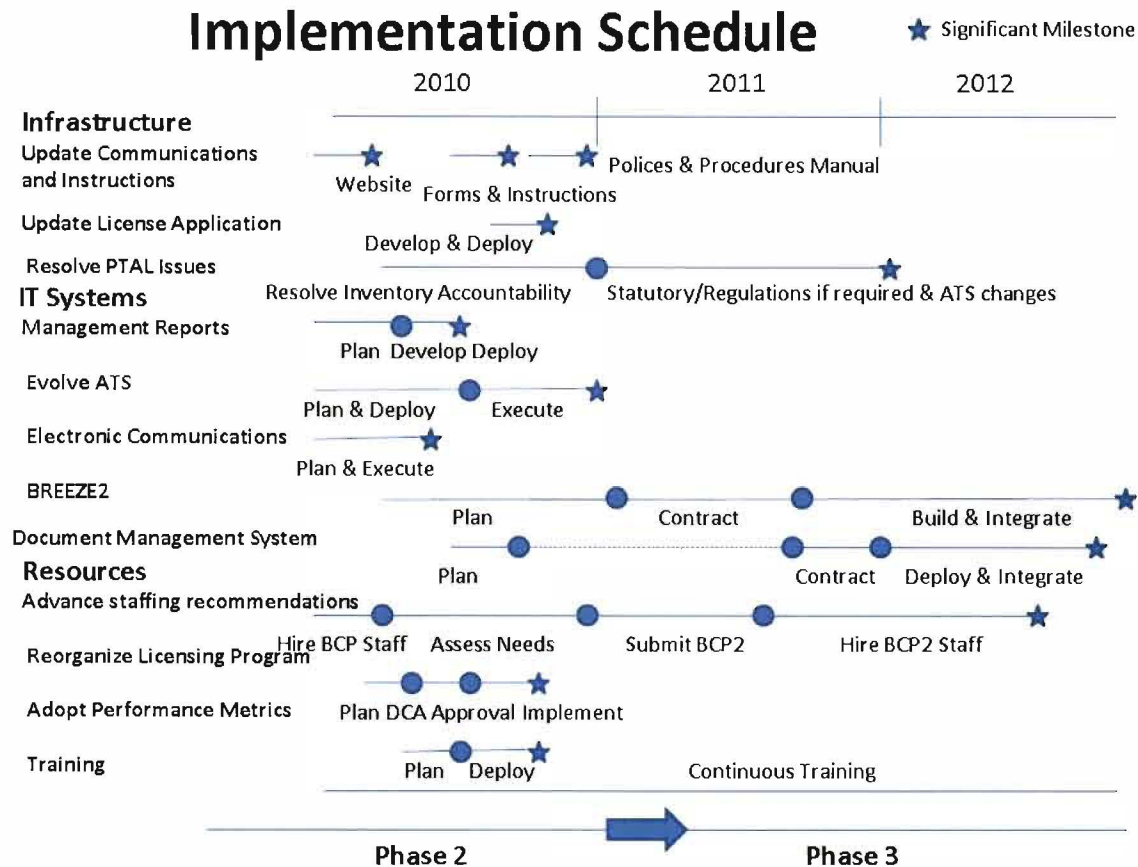 Implementation Schedule
Significant Milestone
2010 2011 2012
Infrastructure
Update Communications
and Instructions
Website
Forms & Instructions
Polices & Procedures Manual
Update License Application
Develop & Deploy
Resolve PTAL Issues
Resolve Inventory Accountability
Statutory/Regulations if required & ATS changes
IT Systems
Management Reports
Plan Develop Deploy
Evolve ATS
Plan & Deploy
Execute
Electronic Communications
Plan & Execute
BREEZE2
Plan
Contract
Build & Integrate
Document Management System
Plan
Contract
Deploy & Integrate
Resources
Advance staffing recommendations
Hire BCP Staff
Assess Needs
Submit BCP2
Hire BCP2 Staff
Reorganize Licensing Program
Plan DCA Approval Implement
Adopt Performance Metrics
Plan
Deploy
Training
Continuous Training
Phase 2
Phase 3